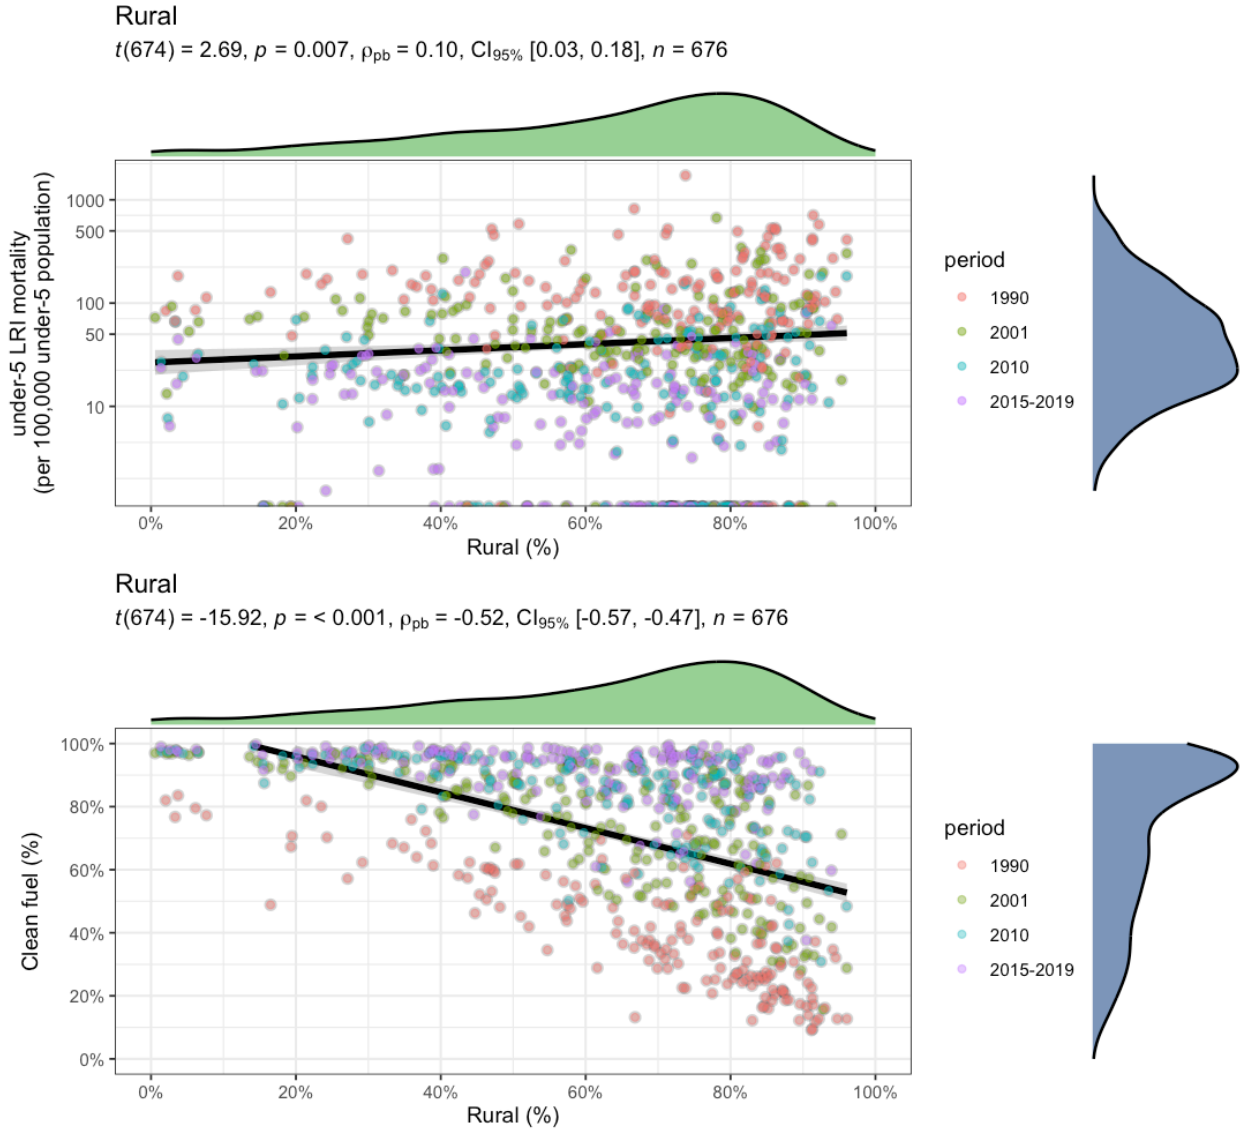 Rural
t(674) = 2.69, p = 0.007, ρpb = 0.10, CI95% [0.03, 0.18], n = 676
under-5 LRI mortality
(per 100,000 under-5 population)
1000
500
100
50
10
0%
20%
40%
60%
80%
100%
Rural (%)
period
1990
2001
2010
2015-2019
Rural
t(674) = -15.92, p = < 0.001, ρpb = -0.52, CI95% [-0.57, -0.47], n = 676
Clean fuel (%)
100%
80%
60%
40%
20%
0%
0%
20%
40%
60%
80%
100%
Rural (%)
period
1990
2001
2010
2015-2019